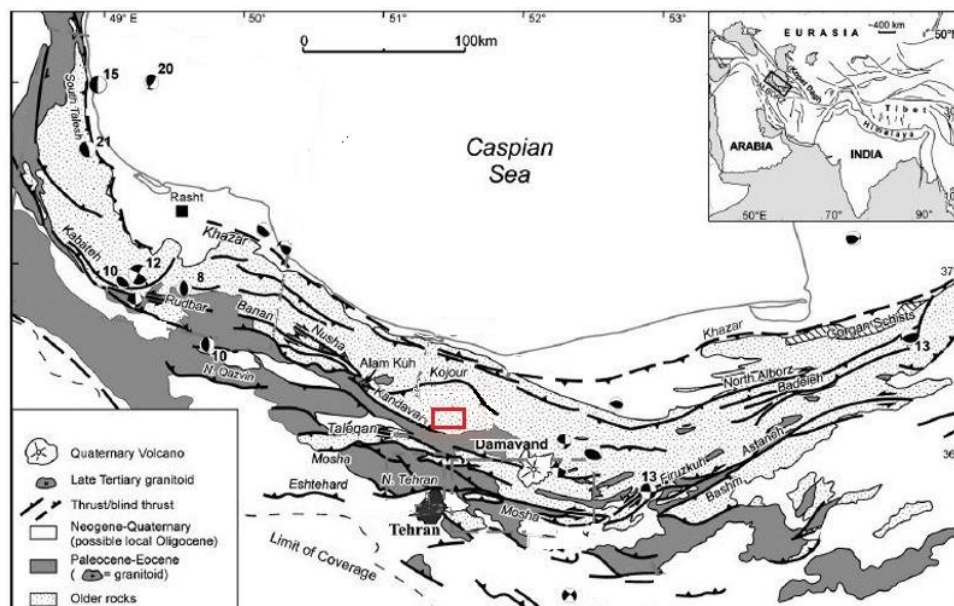 49° E
50°
51°
52°
53°
0
100km
~400 km
50°N
EURASIA
Kopet Dagh
Tibet
Himalaya
ARABIA
INDIA
50°E
70°
90°
15
20
South Talesh
21
Caspian
Sea
Rasht
Khazar
Kabateh
10
12
8
37
Rudbar
Banan
Nusha
Khazar
Gorgan Schists
13
10
Alam Kuh
Kojour
North Alborz
Badeleh
N. Qazvin
Kandavan
Taleqan
Damavand
Astaneh
36
Mosha
Firuzkuh
13
Eshtehard
N. Tehran
Mosha
Bashm
Tehran
Limit of Coverage
Quaternary Volcano
Late Tertiary granitoid
Thrust/blind thrust
Neogene-Quaternary
(possible local Oligocene)
Paleocene-Eocene
( = granitoid)
Older rocks